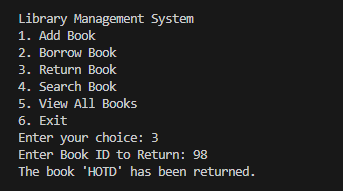 Library Management System
1. Add Book
2. Borrow Book
3. Return Book
4. Search Book
5. View All Books
6. Exit
Enter your choice: 3
Enter Book ID to Return: 98
The book 'HOTD' has been returned.